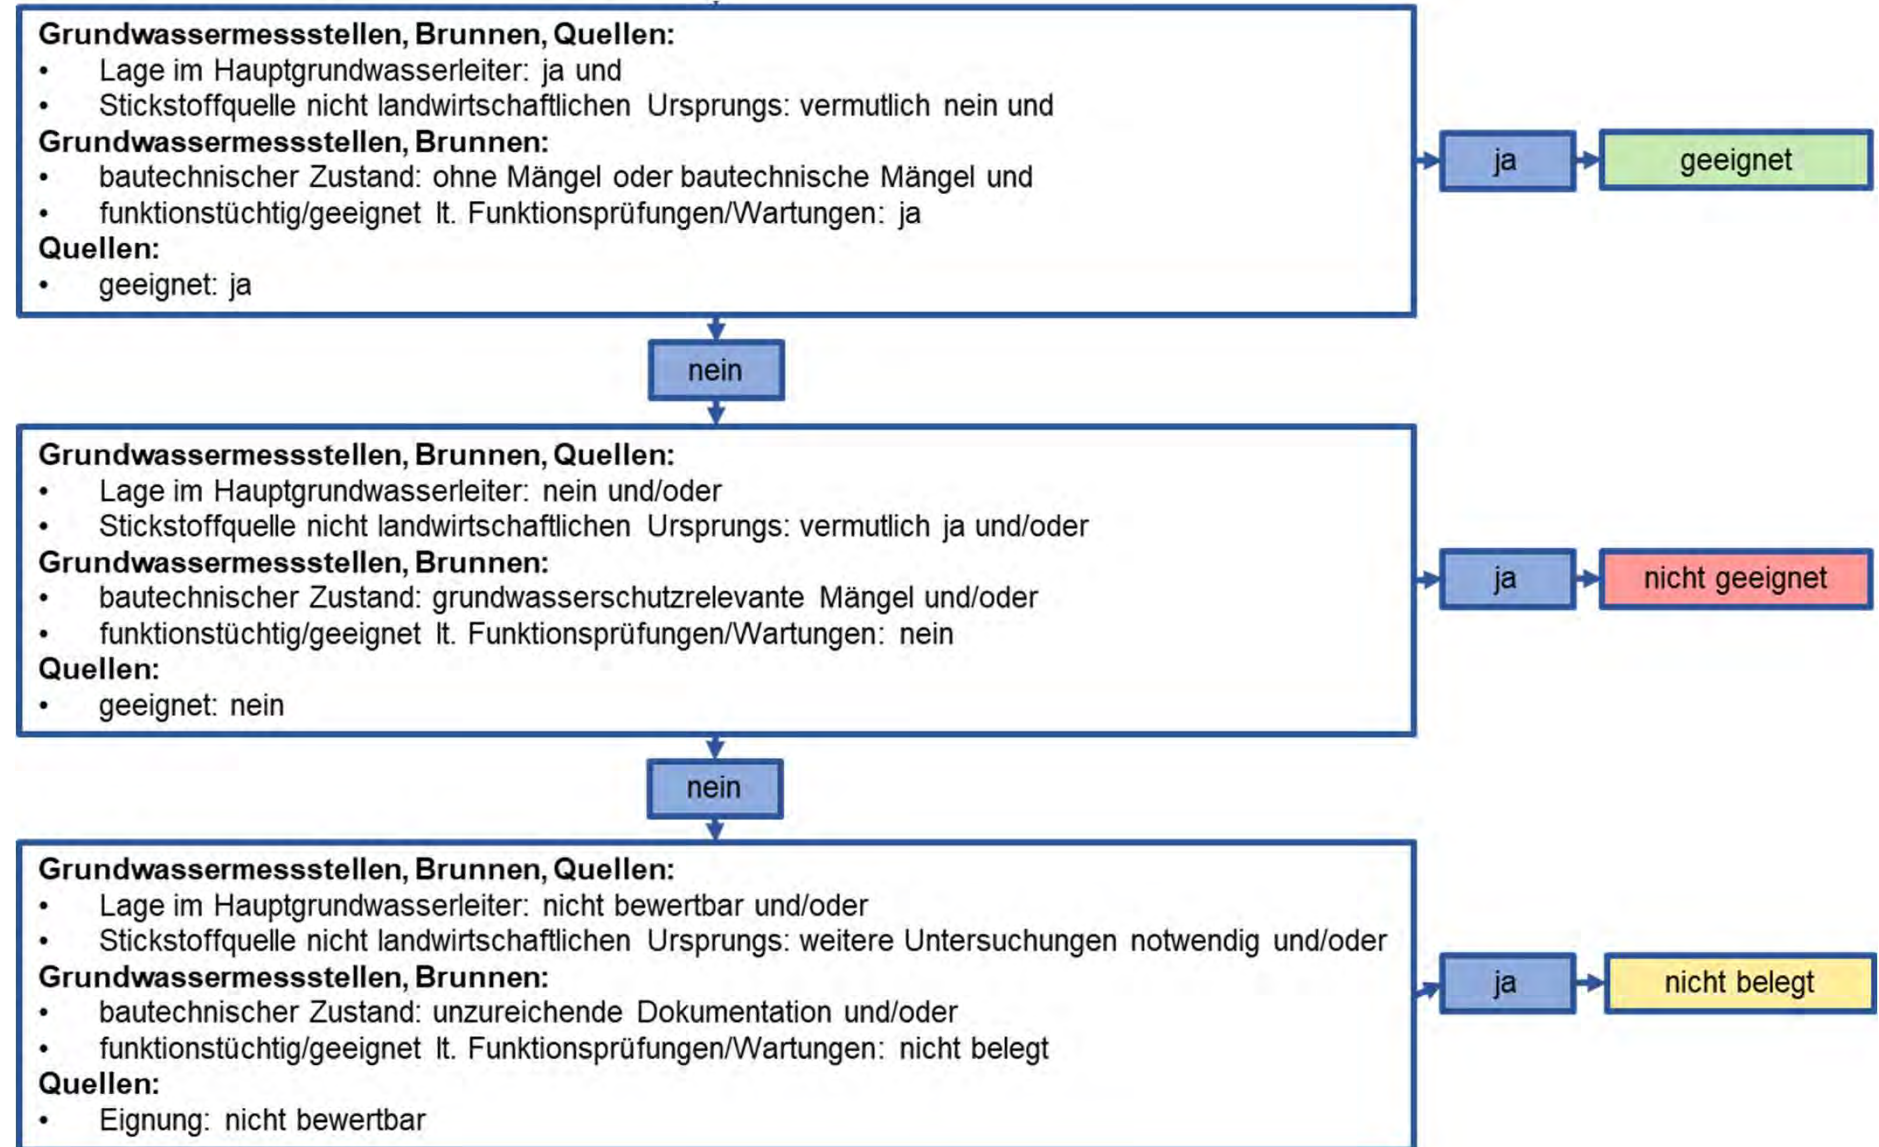 Grundwassermessstellen, Brunnen, Quellen:
• Lage im Hauptgrundwasserleiter: ja und
• Stickstoffquelle nicht landwirtschaftlichen Ursprungs: vermutlich nein und
Grundwassermessstellen, Brunnen:
• bautechnischer Zustand: ohne Mängel oder bautechnische Mängel und
• funktionstüchtig/geeignet lt. Funktionsprüfungen/Wartungen: ja
Quellen:
• geeignet: ja
ja
geeignet
nein
Grundwassermessstellen, Brunnen, Quellen:
• Lage im Hauptgrundwasserleiter: nein und/oder
• Stickstoffquelle nicht landwirtschaftlichen Ursprungs: vermutlich ja und/oder
Grundwassermessstellen, Brunnen:
• bautechnischer Zustand: grundwasserschutzrelevante Mängel und/oder
• funktionstüchtig/geeignet lt. Funktionsprüfungen/Wartungen: nein
Quellen:
• geeignet: nein
ja
nicht geeignet
nein
Grundwassermessstellen, Brunnen, Quellen:
• Lage im Hauptgrundwasserleiter: nicht bewertbar und/oder
• Stickstoffquelle nicht landwirtschaftlichen Ursprungs: weitere Untersuchungen notwendig und/oder
Grundwassermessstellen, Brunnen:
• bautechnischer Zustand: unzureichende Dokumentation und/oder
• funktionstüchtig/geeignet lt. Funktionsprüfungen/Wartungen: nicht belegt
Quellen:
• Eignung: nicht bewertbar
ja
nicht belegt